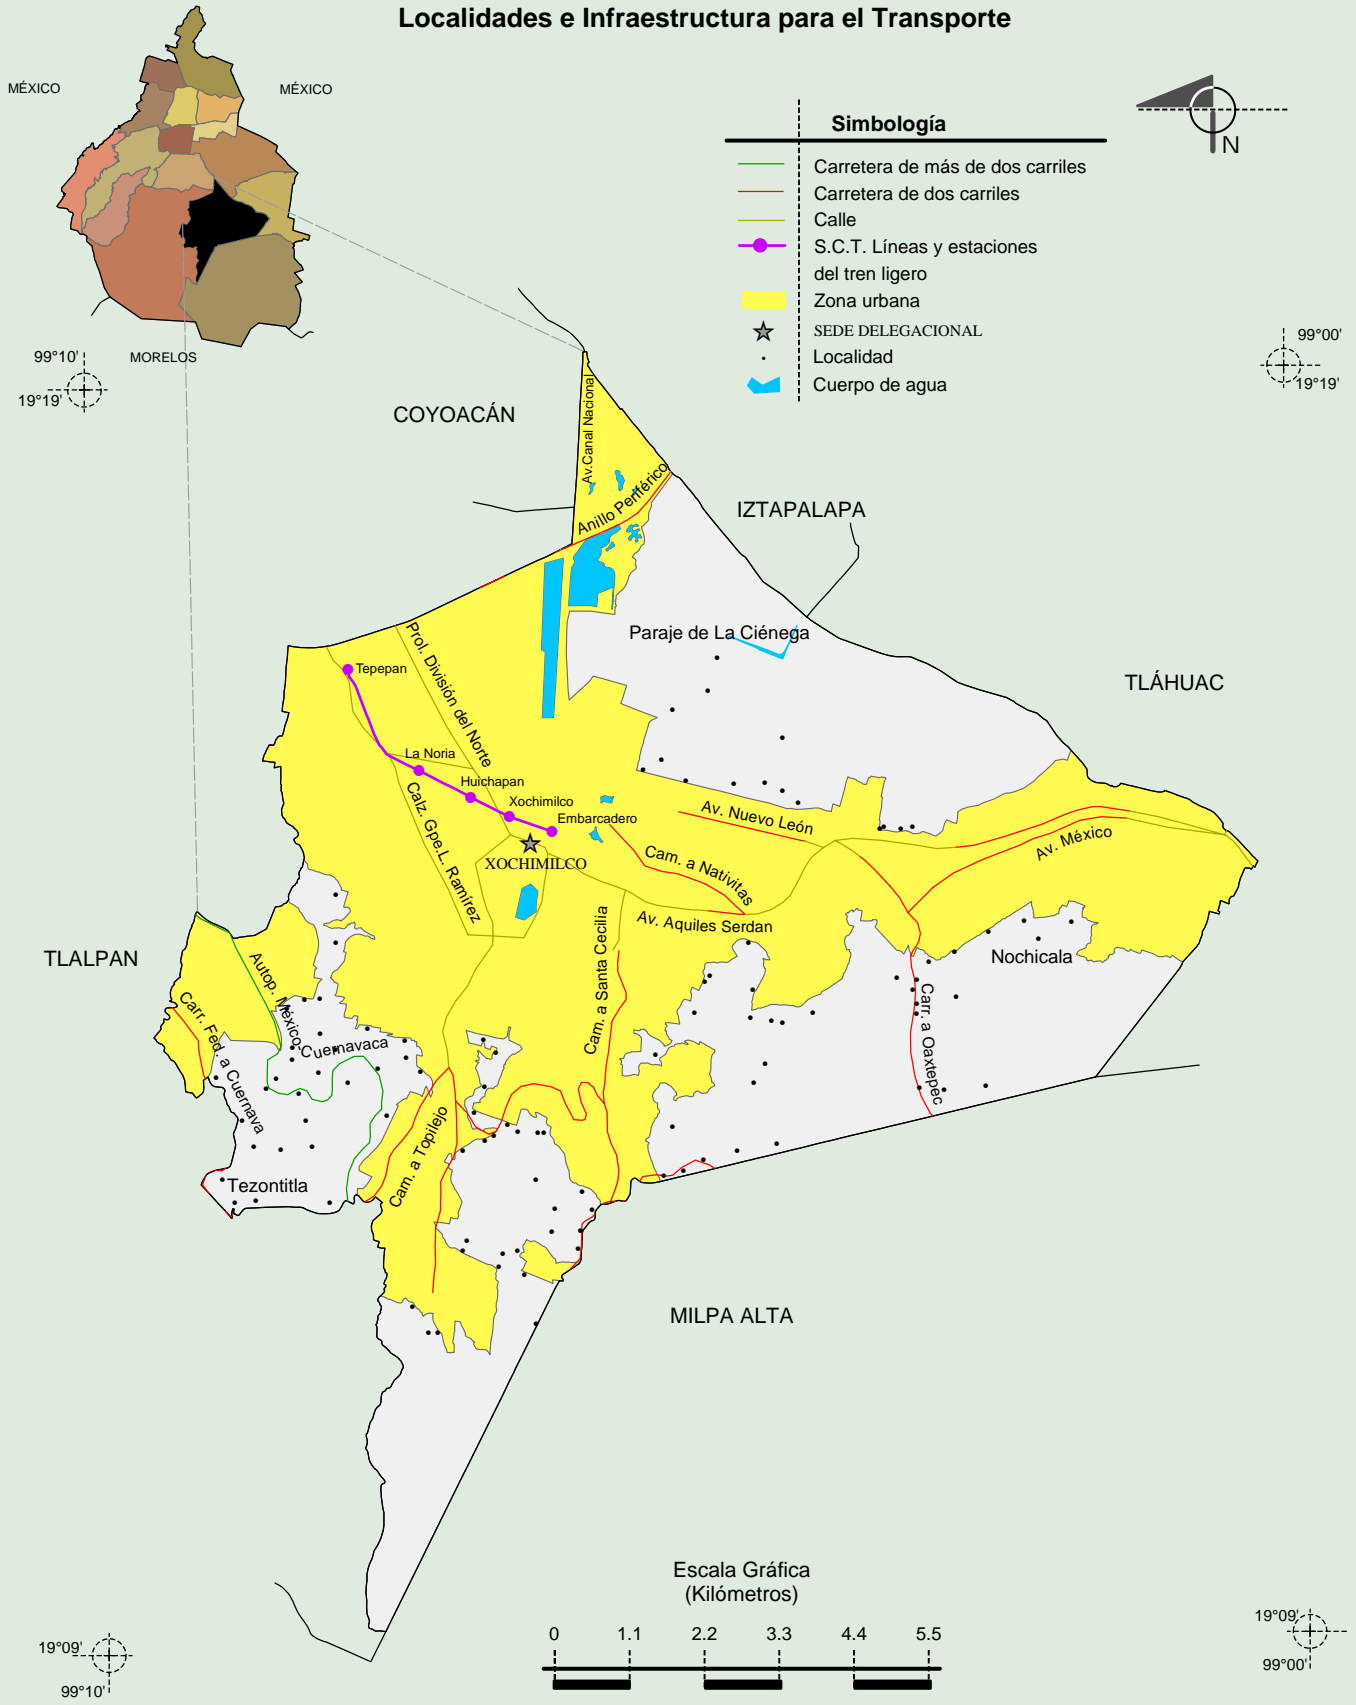 Localidades e Infraestructura para el Transporte
MÉXICO
MÉXICO
MORELOS
N
Simbología
Carretera de más de dos carriles
Carretera de dos carriles
Calle
S.C.T. Líneas y estaciones
del tren ligero
Zona urbana
SEDE DELEGACIONAL
Localidad
Cuerpo de agua
99°10'
19°19'
99°00'
19°19'
COYOACÁN
Av.Canal Nacional
Anillo Periférico
IZTAPALAPA
Paraje de La Ciénega
TLÁHUAC
Prol. División del Norte
Tepepan
La Noria
Huichapan
Xochimilco
Embarcadero
XOCHIMILCO
Calz. Gpe.L. Ramírez
Av. Nuevo León
Av. México
Cam. a Nativitas
Av. Aquiles Serdan
Cam. a Santa Cecilia
TLALPAN
Nochicala
Autop. México
Cuernavaca
Carr. Fed. a Cuernava
Carr. a Oaxtepec
Cam. a Topilejo
Tezontitla
MILPA ALTA
Escala Gráfica
(Kilómetros)
0 1.1 2.2 3.3 4.4 5.5
19°09'
99°10'
19°09'
99°00'